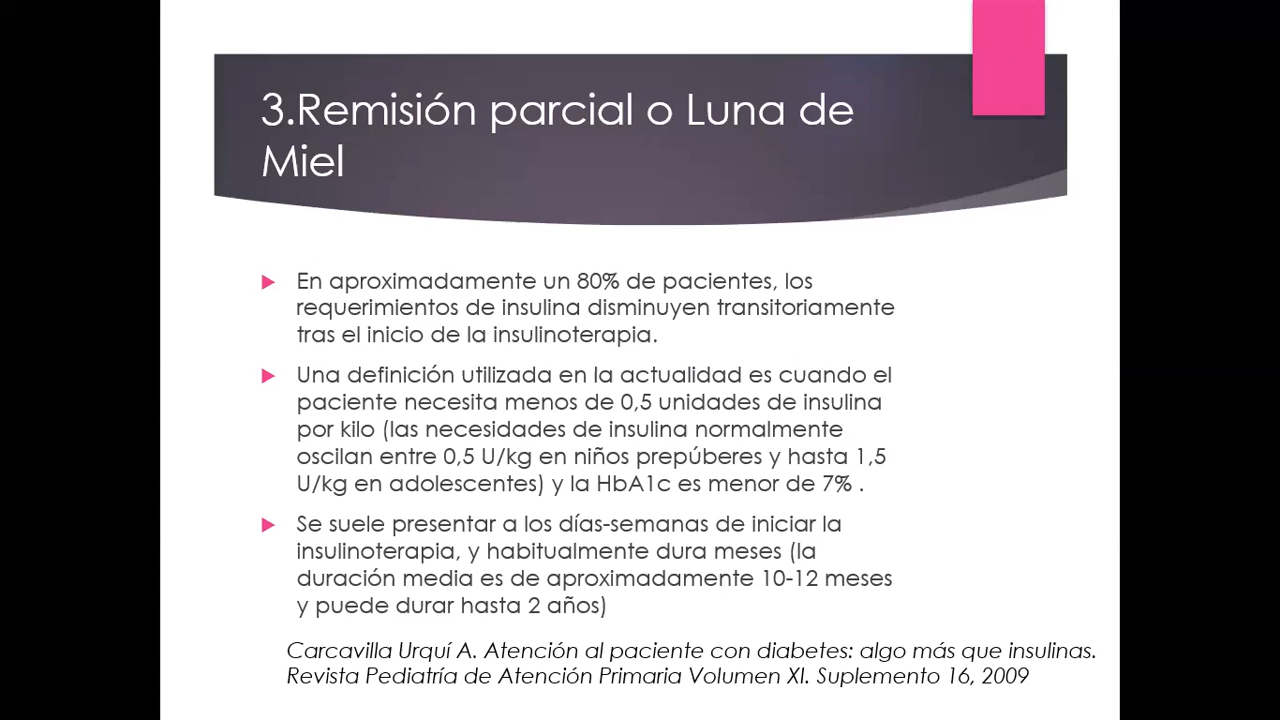 3.Remisión parcial o Luna de
Miel
En aproximadamente un 80% de pacientes, los
requerimientos de insulina disminuyen transitoriamente
tras el inicio de la insulinoterapia.
Una definición utilizada en la actualidad es cuando el
paciente necesita menos de 0,5 unidades de insulina
por kilo (las necesidades de insulina normalmente
oscilan entre 0,5 U/kg en niños prepúberes y hasta 1,5
U/kg en adolescentes) y la HbA1c es menor de 7% .
Se suele presentar a los días-semanas de iniciar la
insulinoterapia, y habitualmente dura meses (la
duración media es de aproximadamente 10-12 meses
y puede durar hasta 2 años)
Carcavilla Urquí A. Atención al paciente con diabetes: algo más que insulinas.
Revista Pediatría de Atención Primaria Volumen XI. Suplemento 16, 2009